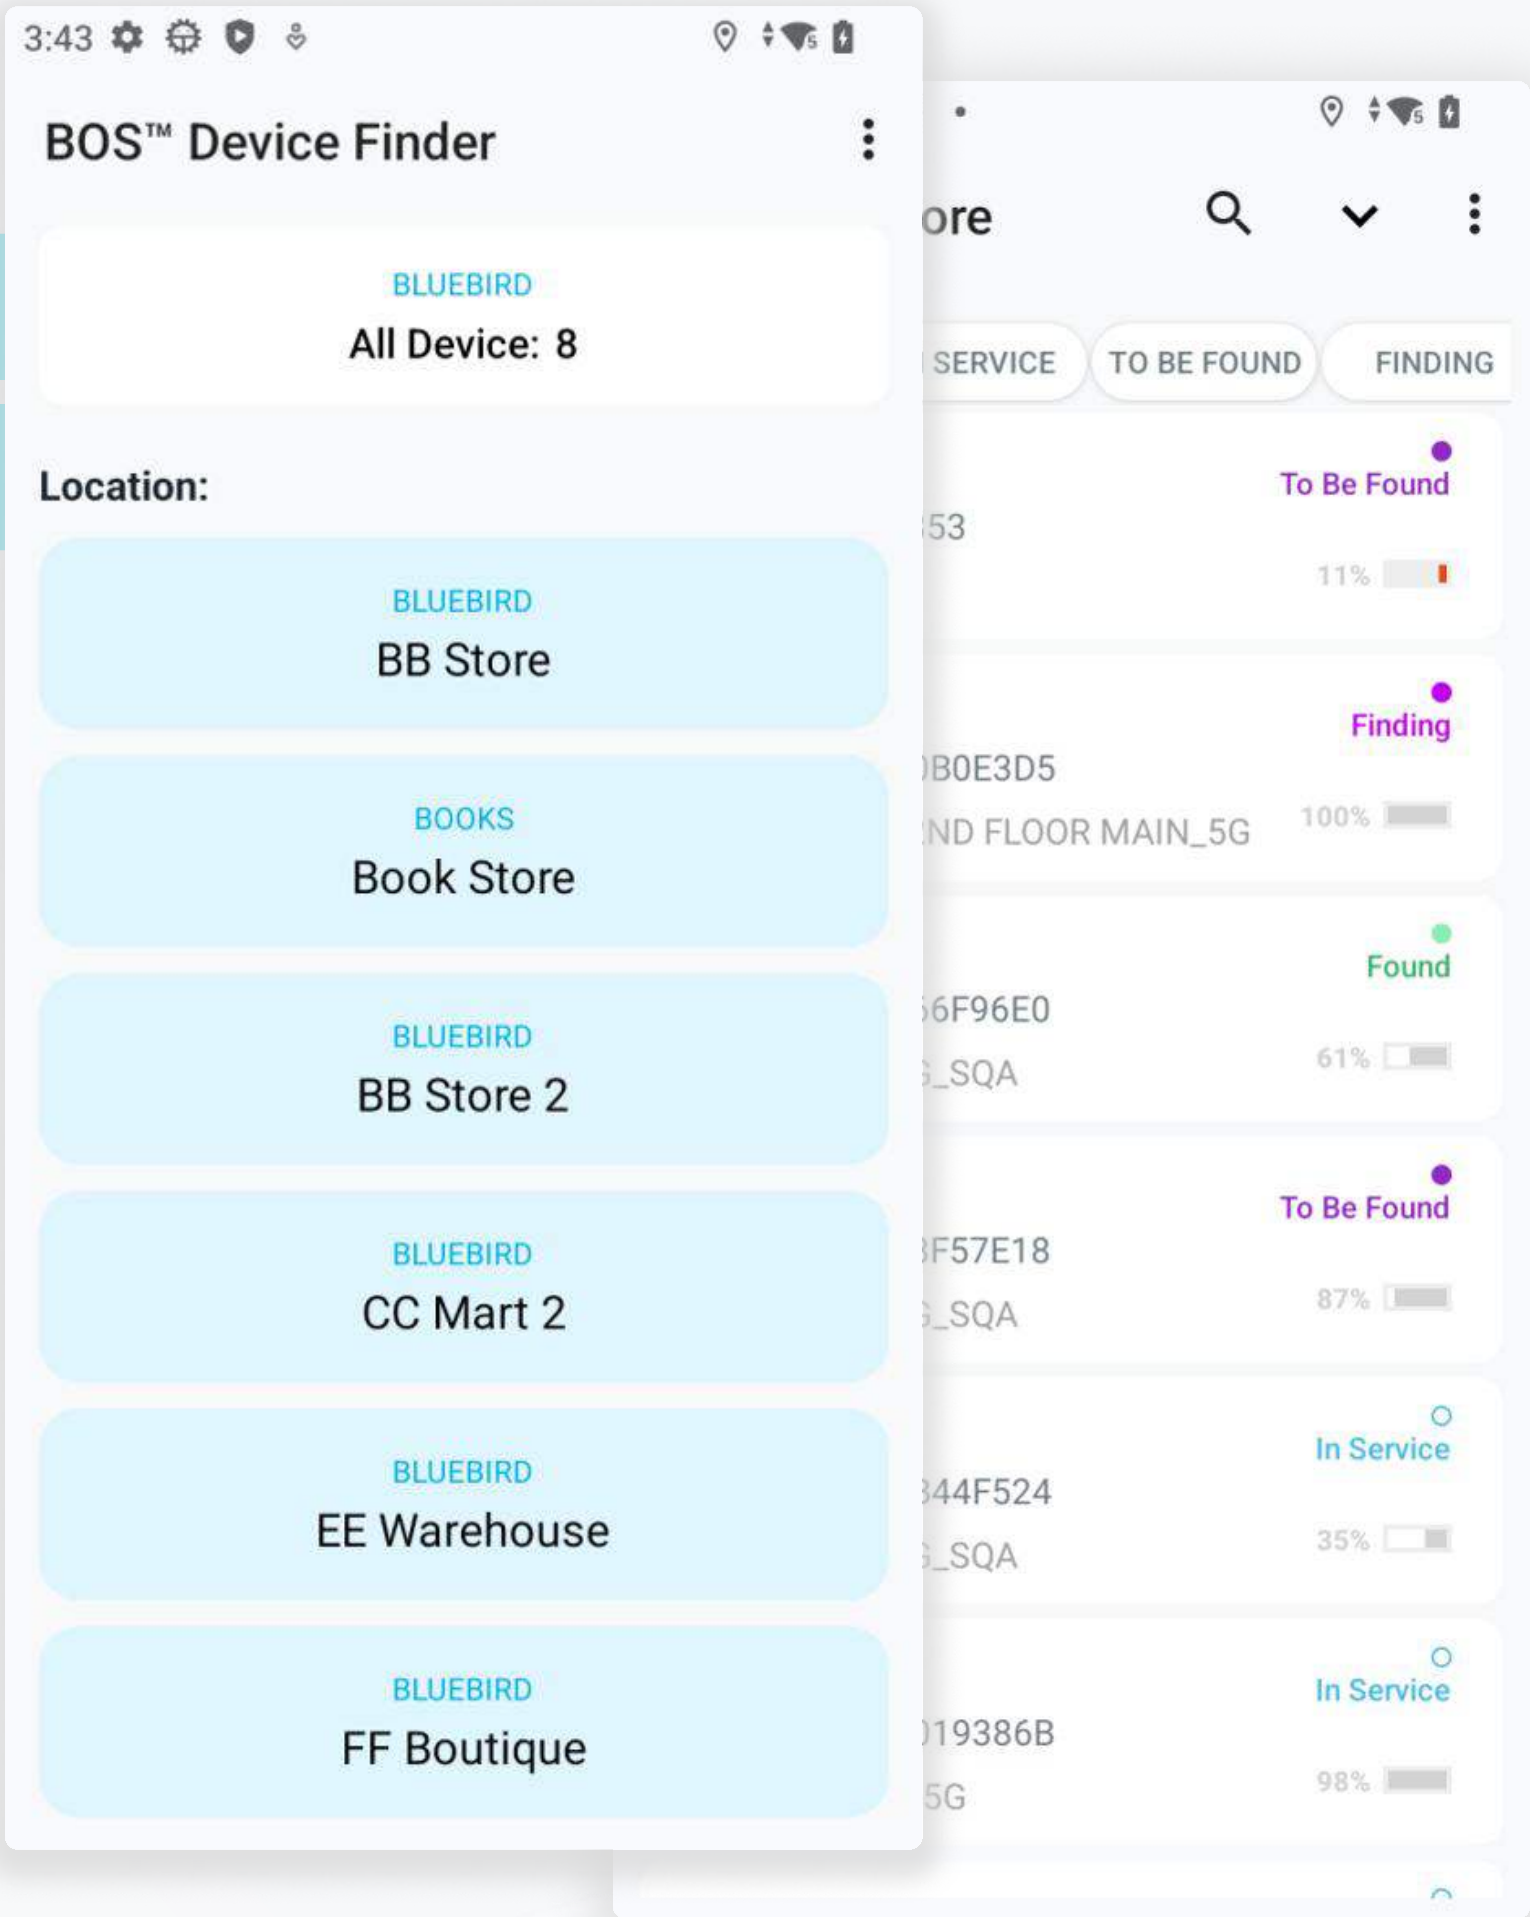 3:43
BOS™ Device Finder
BLUEBIRD
All Device: 8
Location:
BLUEBIRD
BB Store
BOOKS
Book Store
BLUEBIRD
BB Store 2
BLUEBIRD
CC Mart 2
BLUEBIRD
EE Warehouse
BLUEBIRD
FF Boutique
ore
SERVICE TO BE FOUND FINDING
To Be Found
53
11%
Finding
B0E3D5
ND FLOOR MAIN_5G
100%
Found
6F96E0
_SQA
61%
To Be Found
F57E18
_SQA
87%
In Service
44F524
_SQA
35%
In Service
19386B
5G
98%